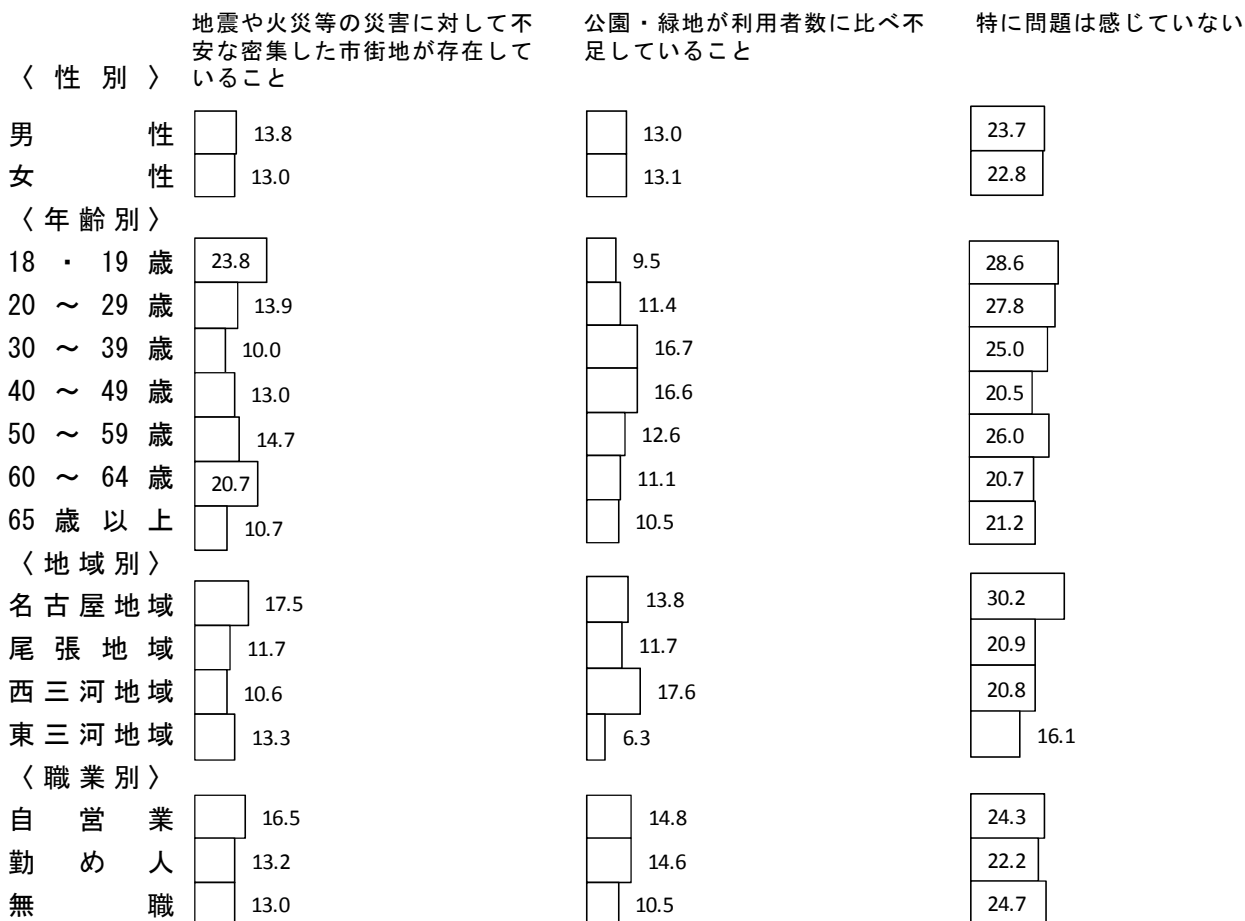 地震や火災等の災害に対して不
安な密集した市街地が存在して
いること
公園・緑地が利用者数に比べ不
足していること
特に問題は感じていない
〈 性 別 〉
男 性 13.8 13.0 23.7
女 性 13.0 13.1 22.8
〈 年 齢 別 〉
18 ・ 19 歳 23.8 9.5 28.6
20 ～ 29 歳 13.9 11.4 27.8
30 ～ 39 歳 10.0 16.7 25.0
40 ～ 49 歳 13.0 16.6 20.5
50 ～ 59 歳 14.7 12.6 26.0
60 ～ 64 歳 20.7 11.1 20.7
65 歳 以 上 10.7 10.5 21.2
〈 地 域 別 〉
名 古 屋 地 域 17.5 13.8 30.2
尾 張 地 域 11.7 11.7 20.9
西 三 河 地 域 10.6 17.6 20.8
東 三 河 地 域 13.3 6.3 16.1
〈 職 業 別 〉
自 営 業 16.5 14.8 24.3
勤 め 人 13.2 14.6 22.2
無 職 13.0 10.5 24.7